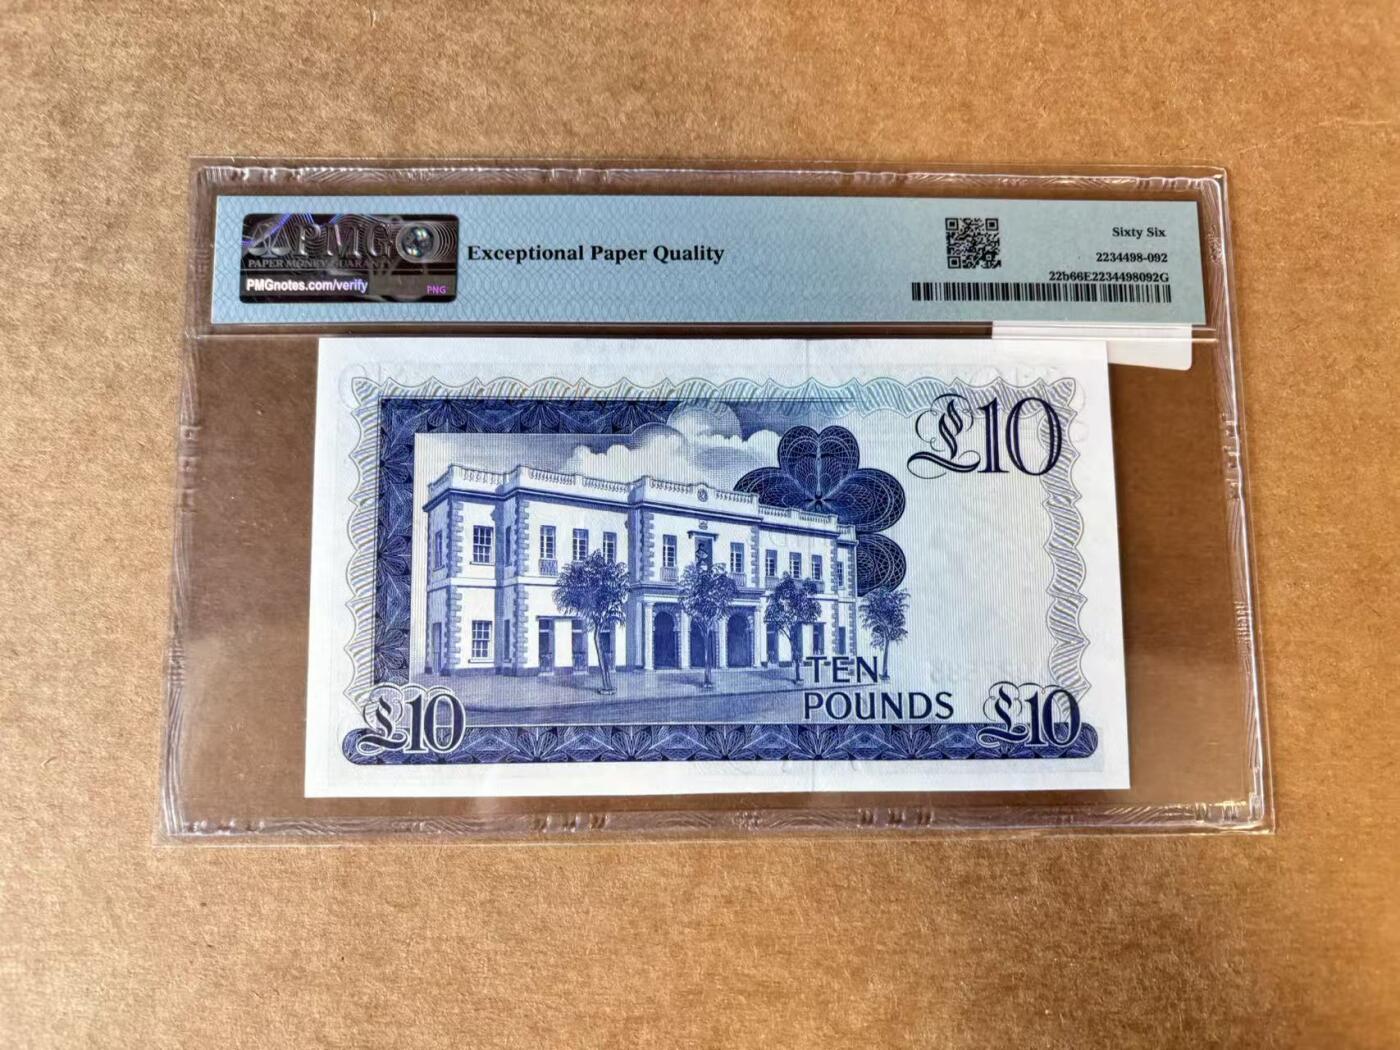 PMG
PAPER MONEY GUARANTY
PMGnotes.com/verify
PNG
Exceptional Paper Quality
Sixty Six
2234498-092
22b66E2234498092G
£10
TEN
POUNDS
£10
£10